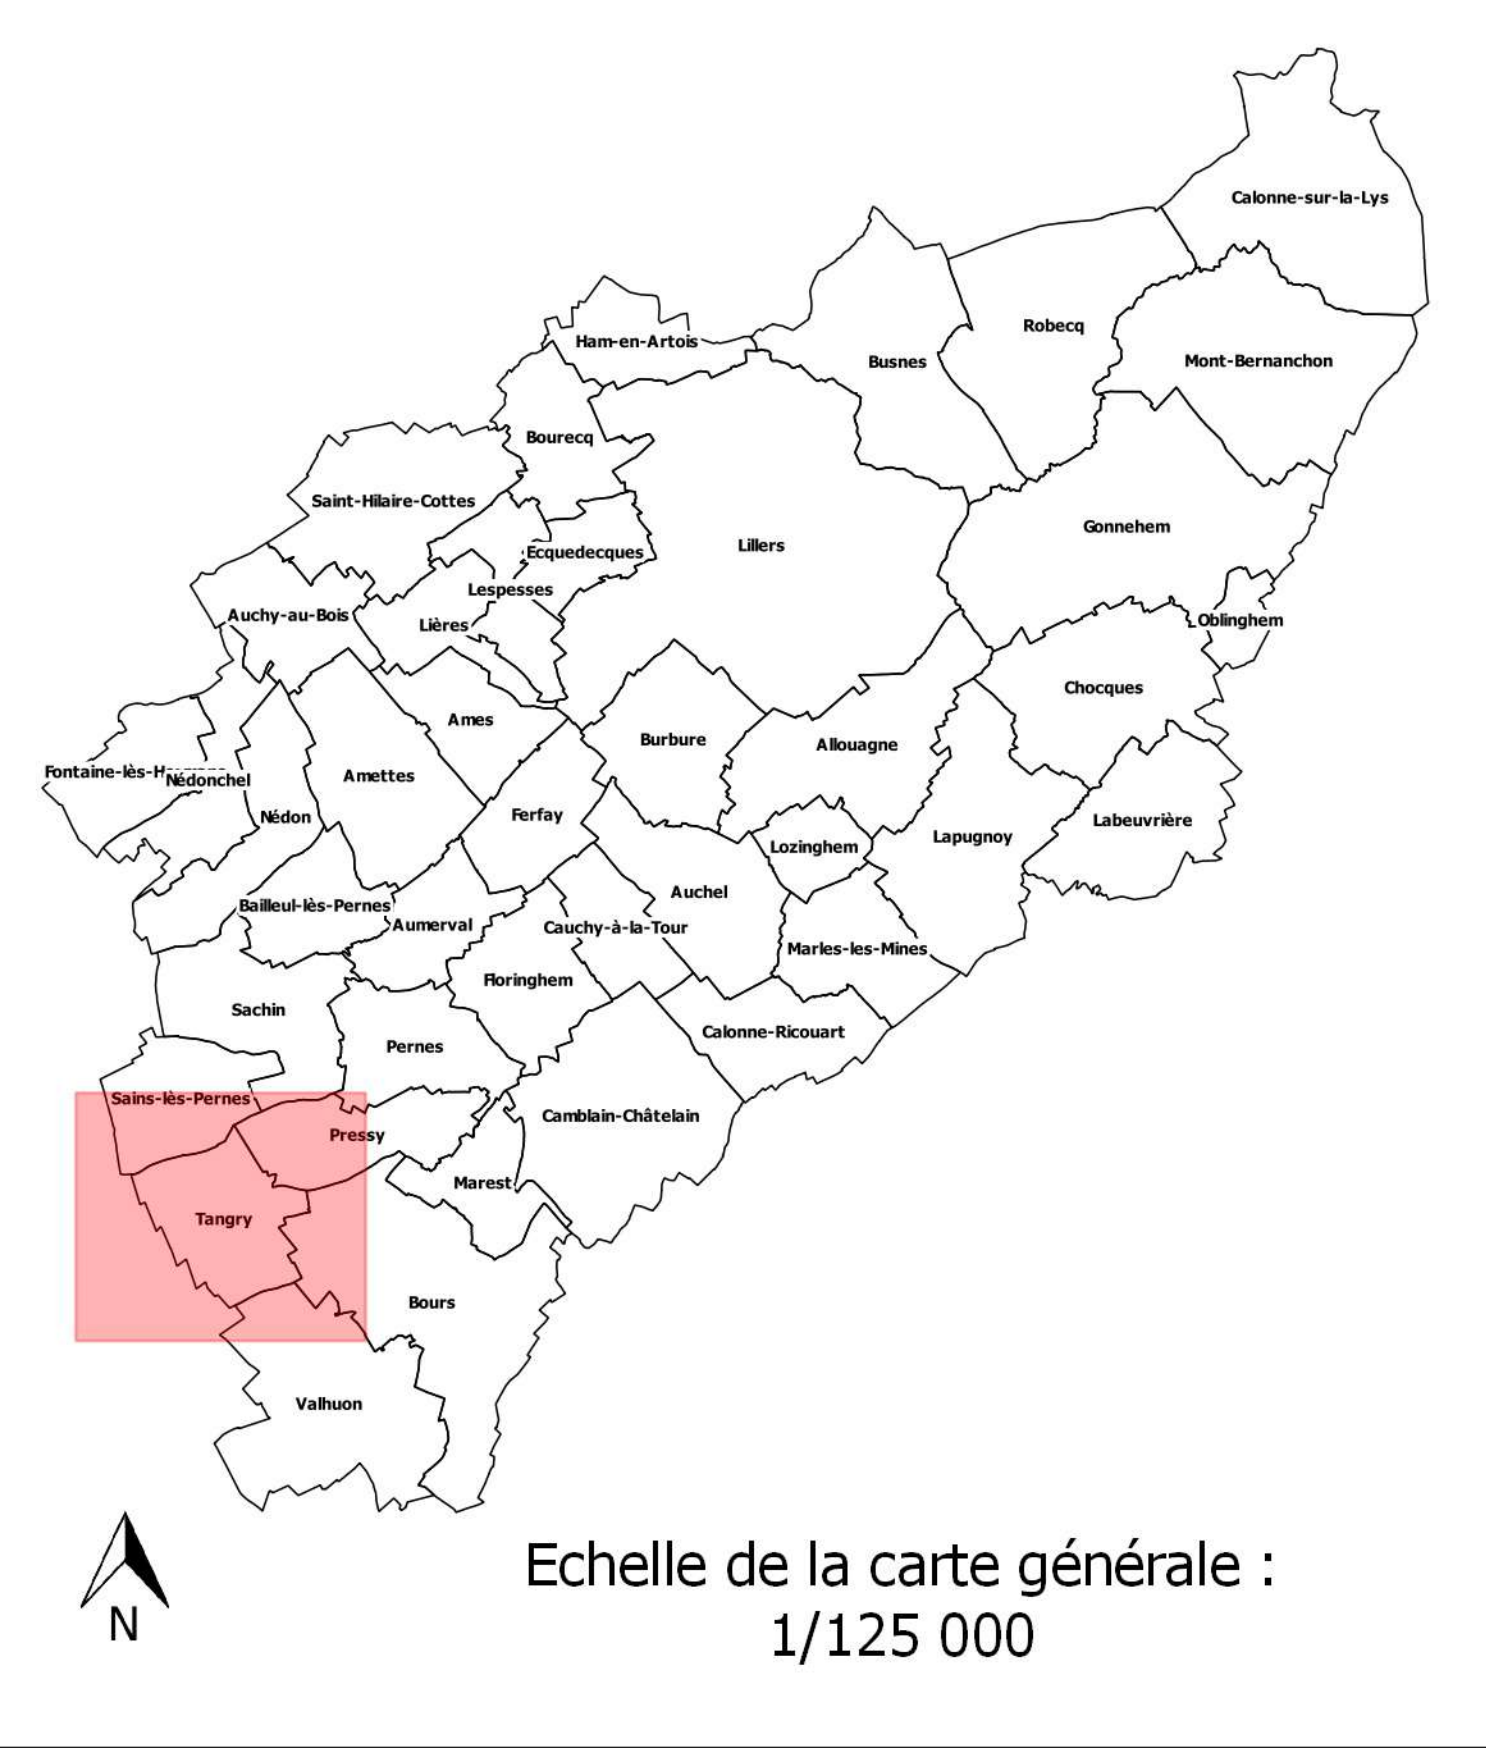 Calonne-sur-la-Lys
Robecq
Ham-en-Artois
Busnes
Mont-Bernanchon
Bourecq
Saint-Hilaire-Cottes
Gonnehem
Lillers
Ecquedecques
Lespesses
Auchy-au-Bois
Lières
Oblinghem
Chocques
Ames
Burbure
Allouagne
Fontaine-lès-H
Nédonchel
Amettes
Nédon
Ferfay
Labeuvrière
Lapugnoy
Lozinghem
Auchel
Bailleul-lès-Pernes
Aumerval
Cauchy-à-la-Tour
Marles-les-Mines
Floringhem
Sachin
Calonne-Ricouart
Pernes
Sains-lès-Pernes
Camblain-Châtelain
Pressy
Marest
Tangry
Bours
Valhuon
N
Echelle de la carte générale :
1/125 000